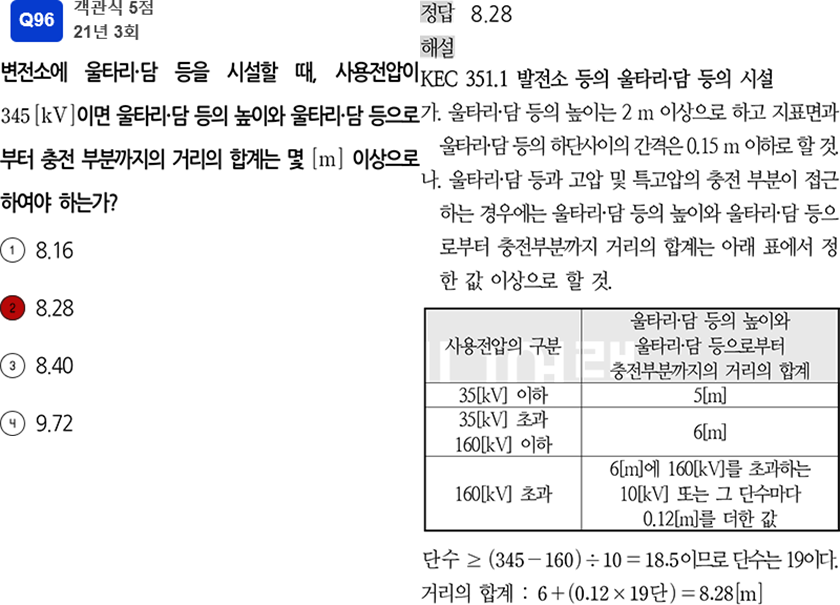 Q96
객관식 5점
21년 3회
변전소에 울타리·담 등을 시설할 때, 사용전압이
345[kV]이면 울타리·담 등의 높이와 울타리·담 등으로
부터 충전 부분까지의 거리의 합계는 몇 [m] 이상으로
하여야 하는가?
1 8.16
2 8.28
3 8.40
4 9.72
정답 8.28
해설
KEC 351.1 발전소 등의 울타리·담 등의 시설
가. 울타리·담 등의 높이는 2 m 이상으로 하고 지표면과
울타리·담 등의 하단사이의 간격은 0.15 m 이하로 할 것.
나. 울타리·담 등과 고압 및 특고압의 충전 부분이 접근
하는 경우에는 울타리·담 등의 높이와 울타리·담 등으
로부터 충전부분까지 거리의 합계는 아래 표에서 정
한 값 이상으로 할 것.
사용전압의 구분
울타리·담 등의 높이와
울타리·담 등으로부터
충전부분까지의 거리의 합계
35[kV] 이하
5[m]
35[kV] 초과
160[kV] 이하
6[m]
160[kV] 초과
6[m]에 160[kV]를 초과하는
10[kV] 또는 그 단수마다
0.12[m]를 더한 값
단수 ≥ (345－160)÷10＝18.5이므로 단수는 19이다.
거리의 합계 : 6＋(0.12×19단)＝8.28[m]